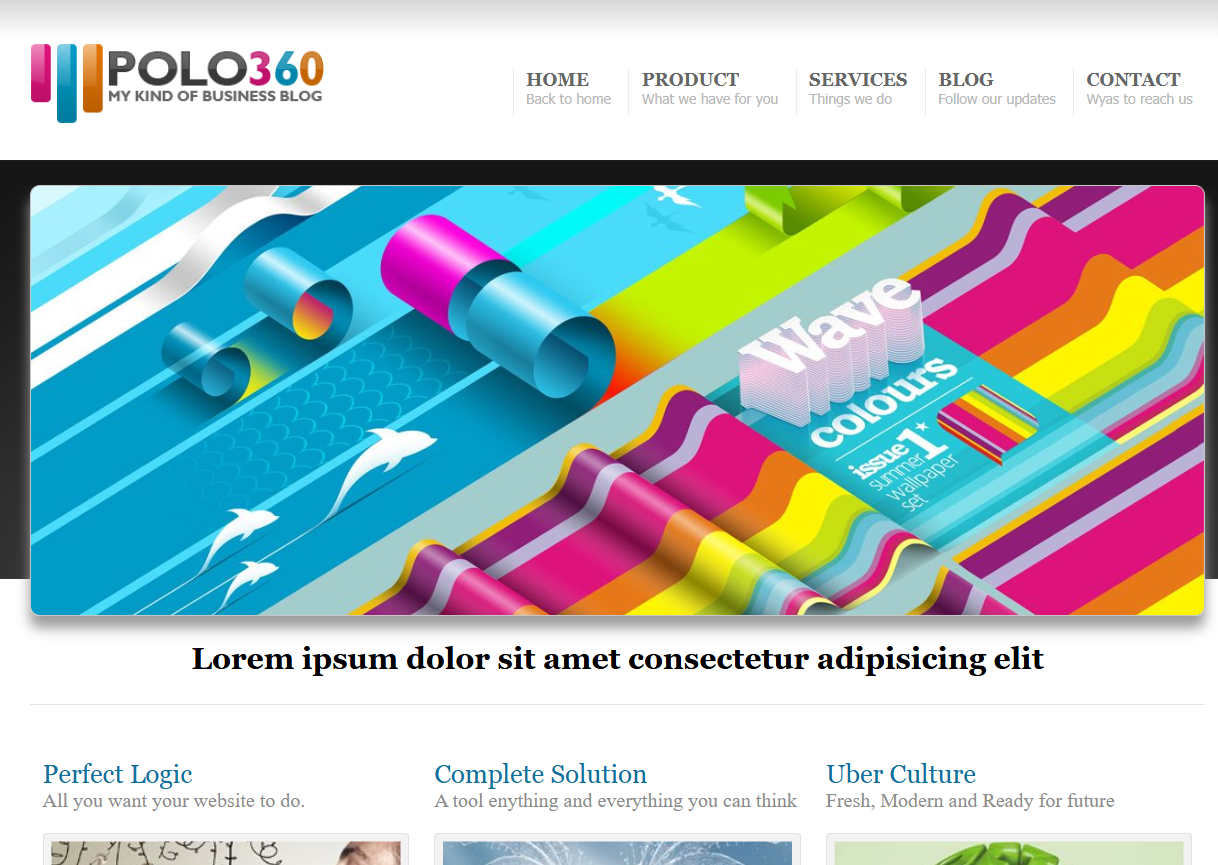 POLO360
MY KIND OF BUSINESS BLOG
HOME
Back to home
PRODUCT
What we have for you
SERVICES
Things we do
BLOG
Follow our updates
CONTACT
Wyas to reach us
Wave
colours
issue 1
summer
wallpaper
set
Lorem ipsum dolor sit amet consectetur adipisicing elit
Perfect Logic
All you want your website to do.
Complete Solution
A tool enything and everything you can think
Uber Culture
Fresh, Modern and Ready for future